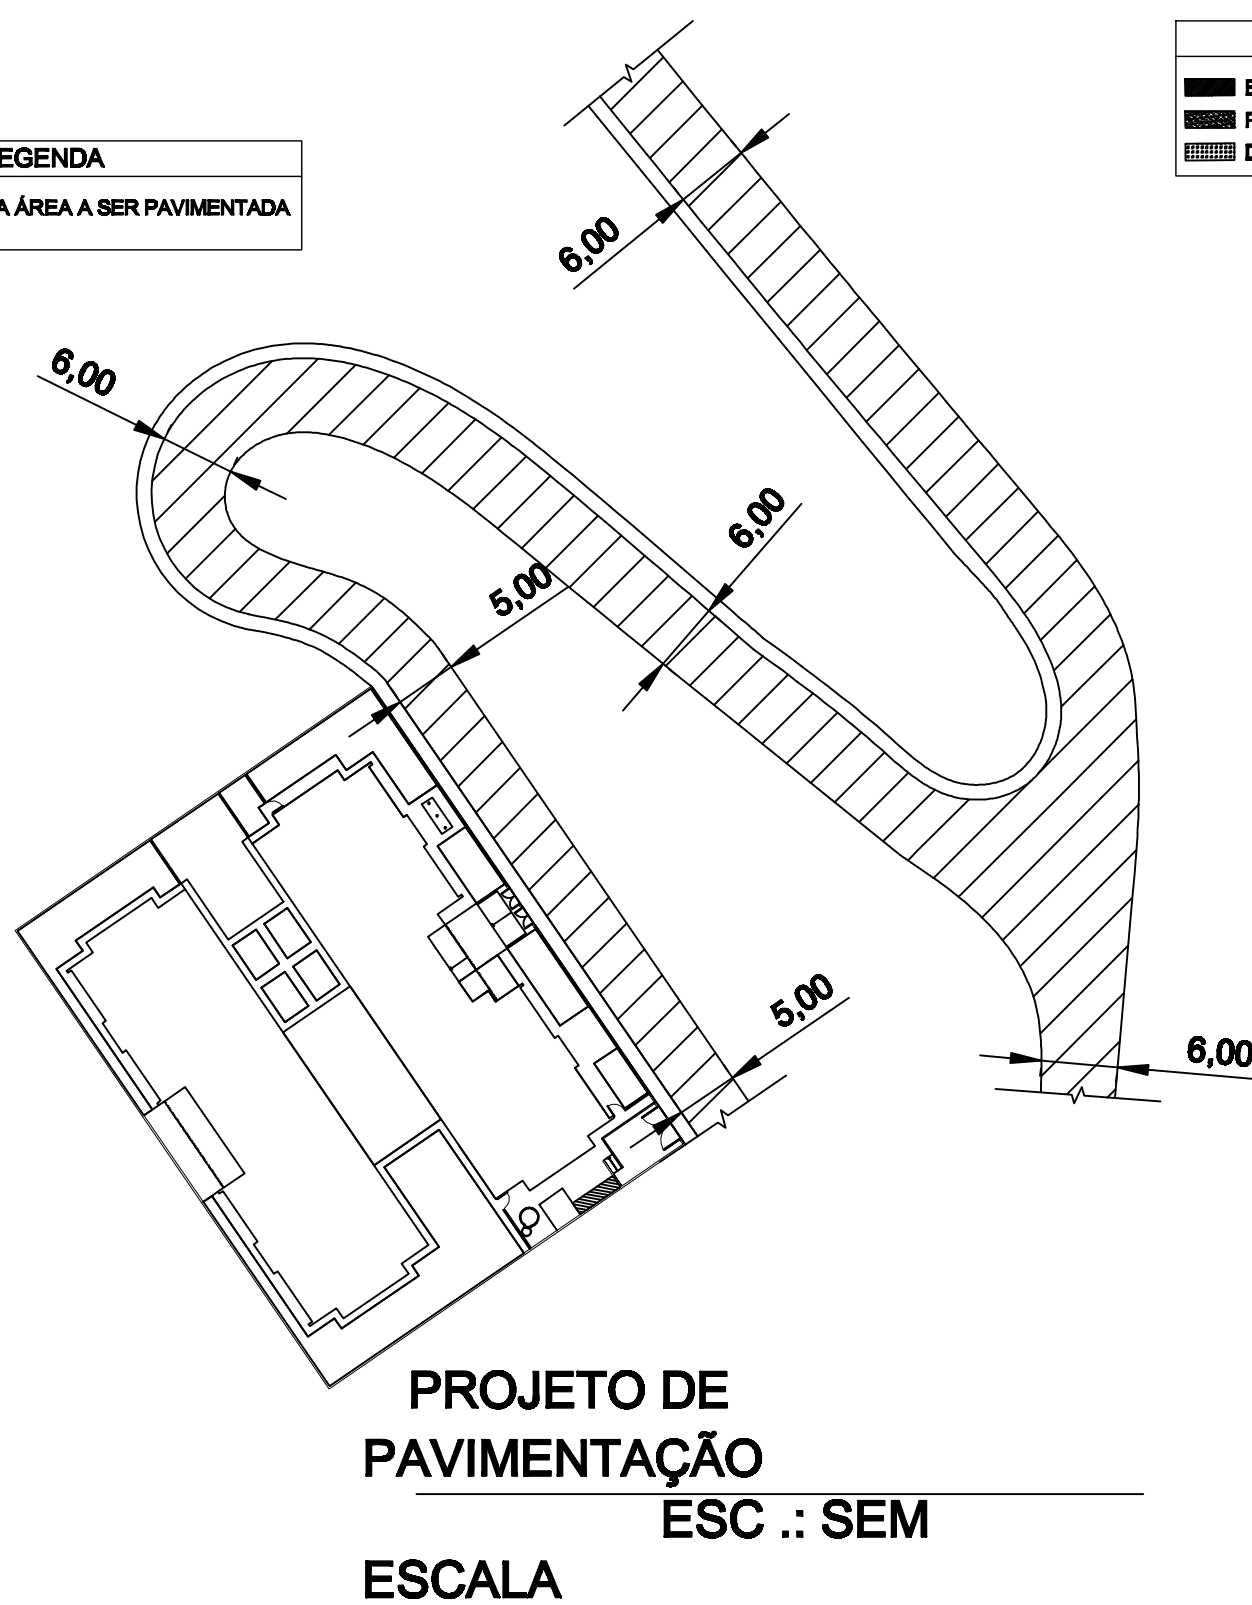 EGENDA
A ÁREA A SER PAVIMENTADA
6,00
6,00
6,00
5,00
5,00
6,00
PROJETO DE
PAVIMENTAÇÃO
ESC .: SEM
ESCALA